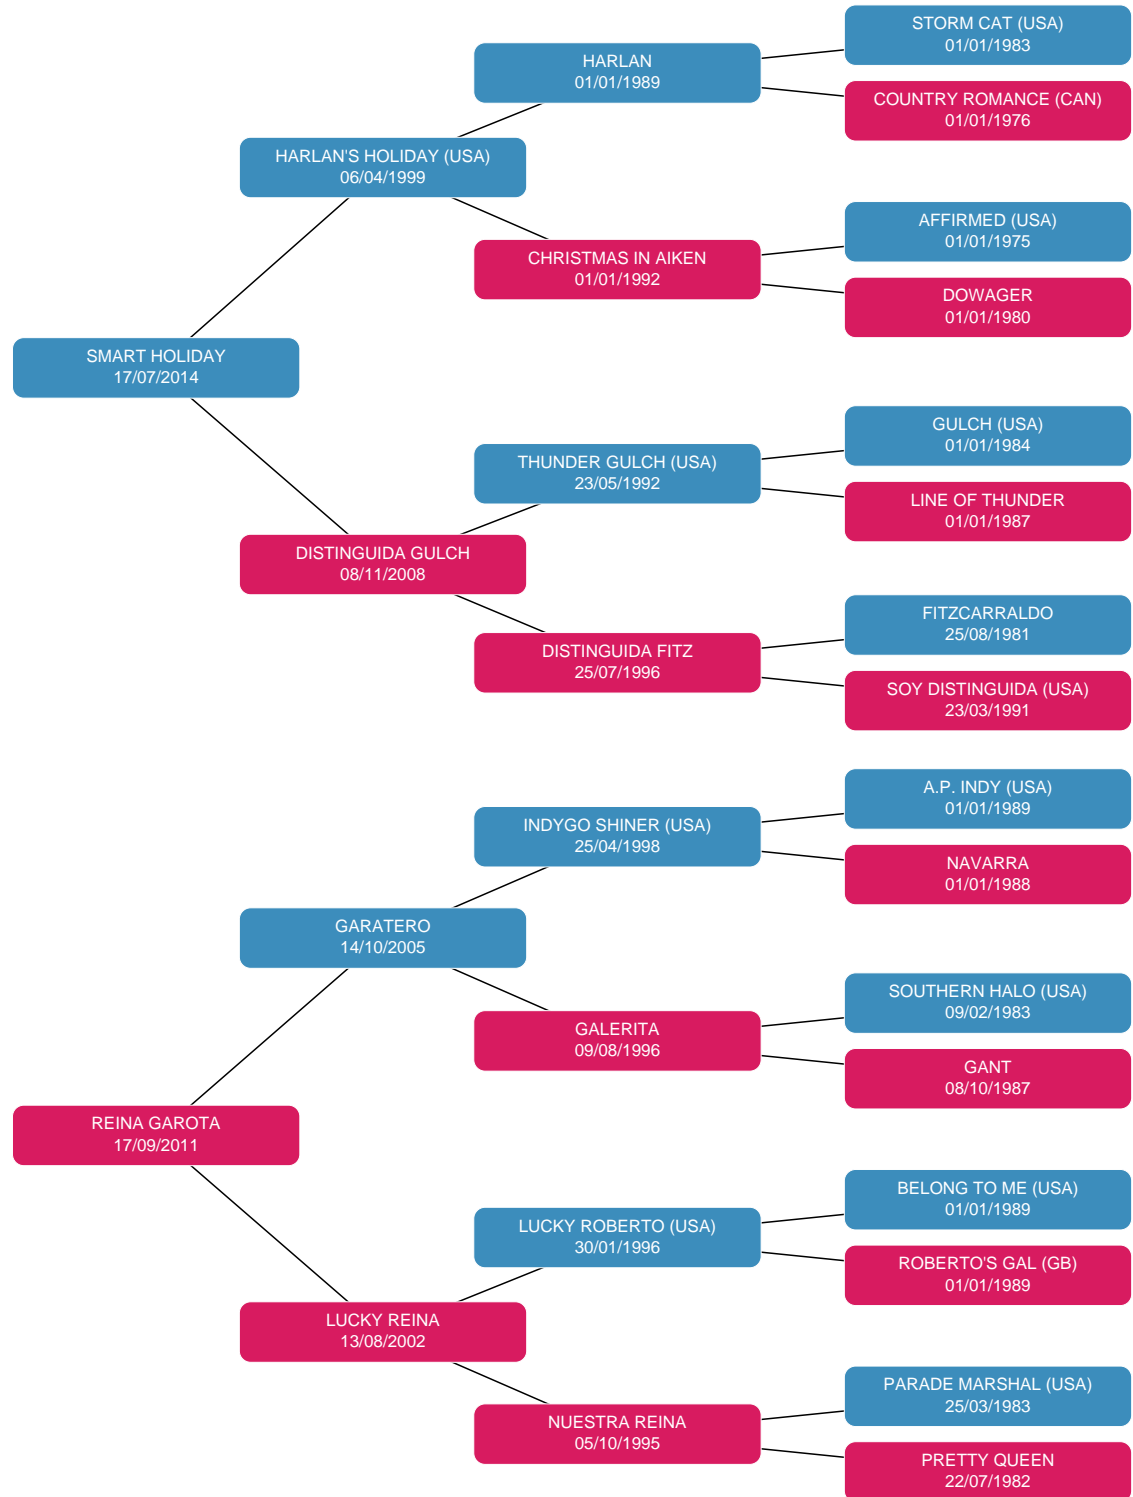 STORM CAT (USA)
01/01/1983
HARLAN
01/01/1989
COUNTRY ROMANCE (CAN)
01/01/1976
HARLAN'S HOLIDAY (USA)
06/04/1999
AFFIRMED (USA)
01/01/1975
CHRISTMAS IN AIKEN
01/01/1992
DOWAGER
01/01/1980
SMART HOLIDAY
17/07/2014
GULCH (USA)
01/01/1984
THUNDER GULCH (USA)
23/05/1992
LINE OF THUNDER
01/01/1987
DISTINGUIDA GULCH
08/11/2008
FITZCARRALDO
25/08/1981
DISTINGUIDA FITZ
25/07/1996
SOY DISTINGUIDA (USA)
23/03/1991
A.P. INDY (USA)
01/01/1989
INDYGO SHINER (USA)
25/04/1998
NAVARRA
01/01/1988
GARATERO
14/10/2005
SOUTHERN HALO (USA)
09/02/1983
GALERITA
09/08/1996
GANT
08/10/1987
REINA GAROTA
17/09/2011
BELONG TO ME (USA)
01/01/1989
LUCKY ROBERTO (USA)
30/01/1996
ROBERTO'S GAL (GB)
01/01/1989
LUCKY REINA
13/08/2002
PARADE MARSHAL (USA)
25/03/1983
NUESTRA REINA
05/10/1995
PRETTY QUEEN
22/07/1982